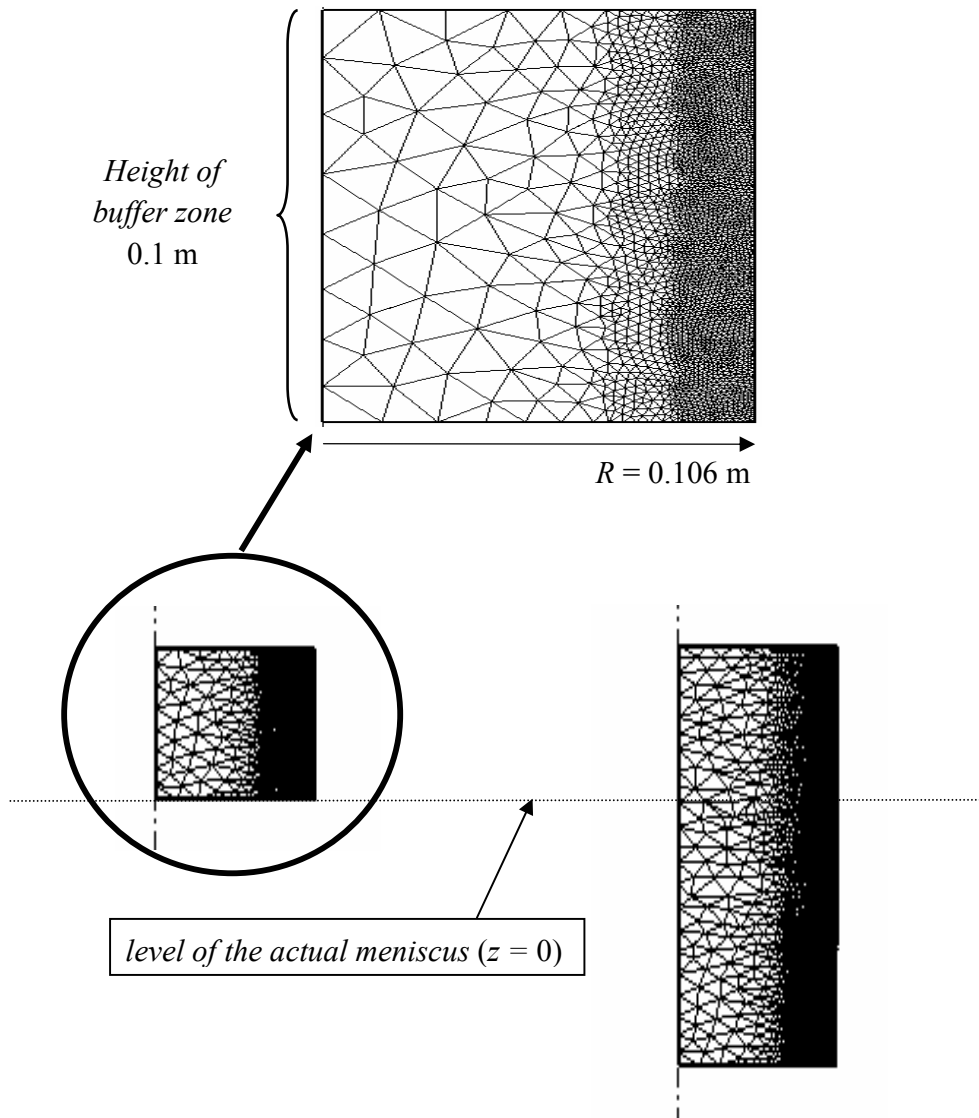 Height of
buffer zone
0.1 m
R = 0.106 m
level of the actual meniscus (z = 0)